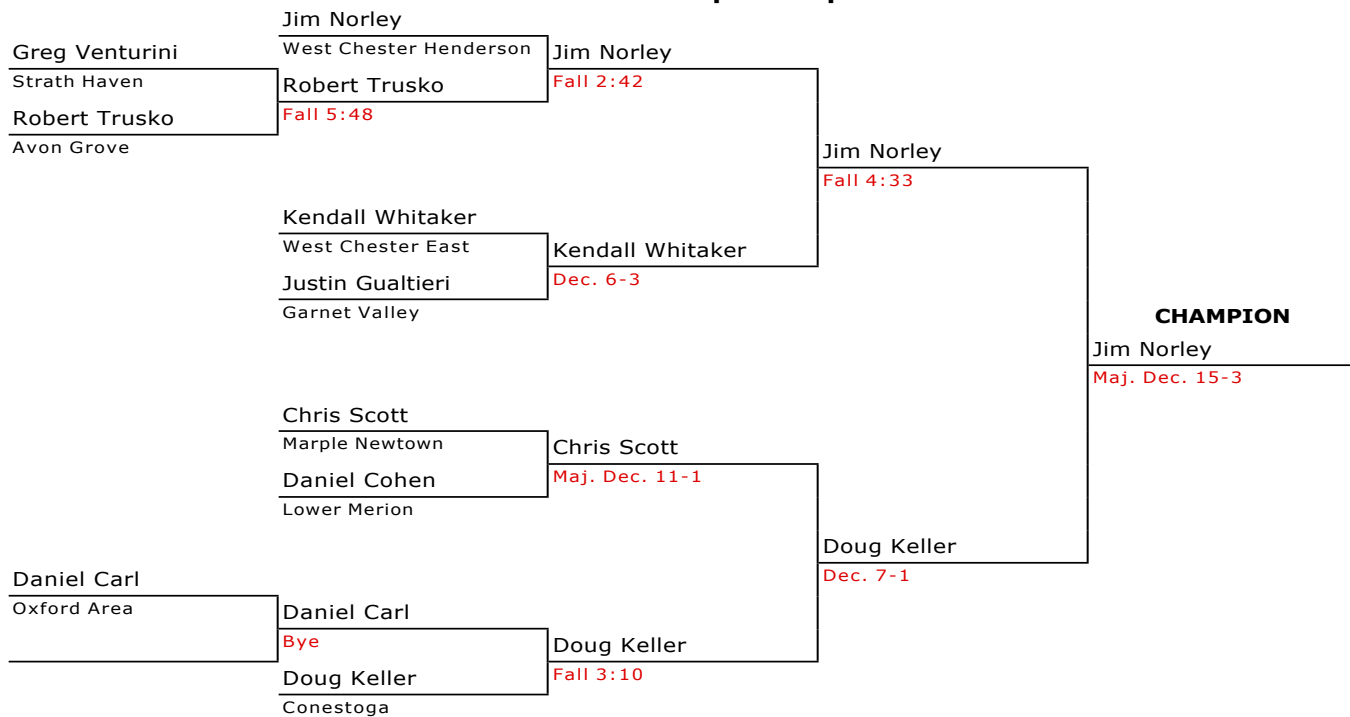 Jim Norley
Greg Venturini
West Chester Henderson
Jim Norley
Strath Haven
Robert Trusko
Fall 2:42
Robert Trusko
Fall 5:48
Avon Grove
Jim Norley
Fall 4:33
Kendall Whitaker
West Chester East
Kendall Whitaker
Justin Gualtieri
Dec. 6-3
Garnet Valley
CHAMPION
Jim Norley
Maj. Dec. 15-3
Chris Scott
Marple Newtown
Chris Scott
Daniel Cohen
Maj. Dec. 11-1
Lower Merion
Doug Keller
Dec. 7-1
Daniel Carl
Oxford Area
Daniel Carl
Bye
Doug Keller
Doug Keller
Fall 3:10
Conestoga